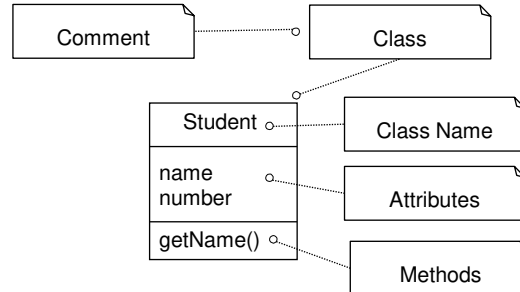 Comment
Class
Student
Class Name
name
number
Attributes
getName()
Methods